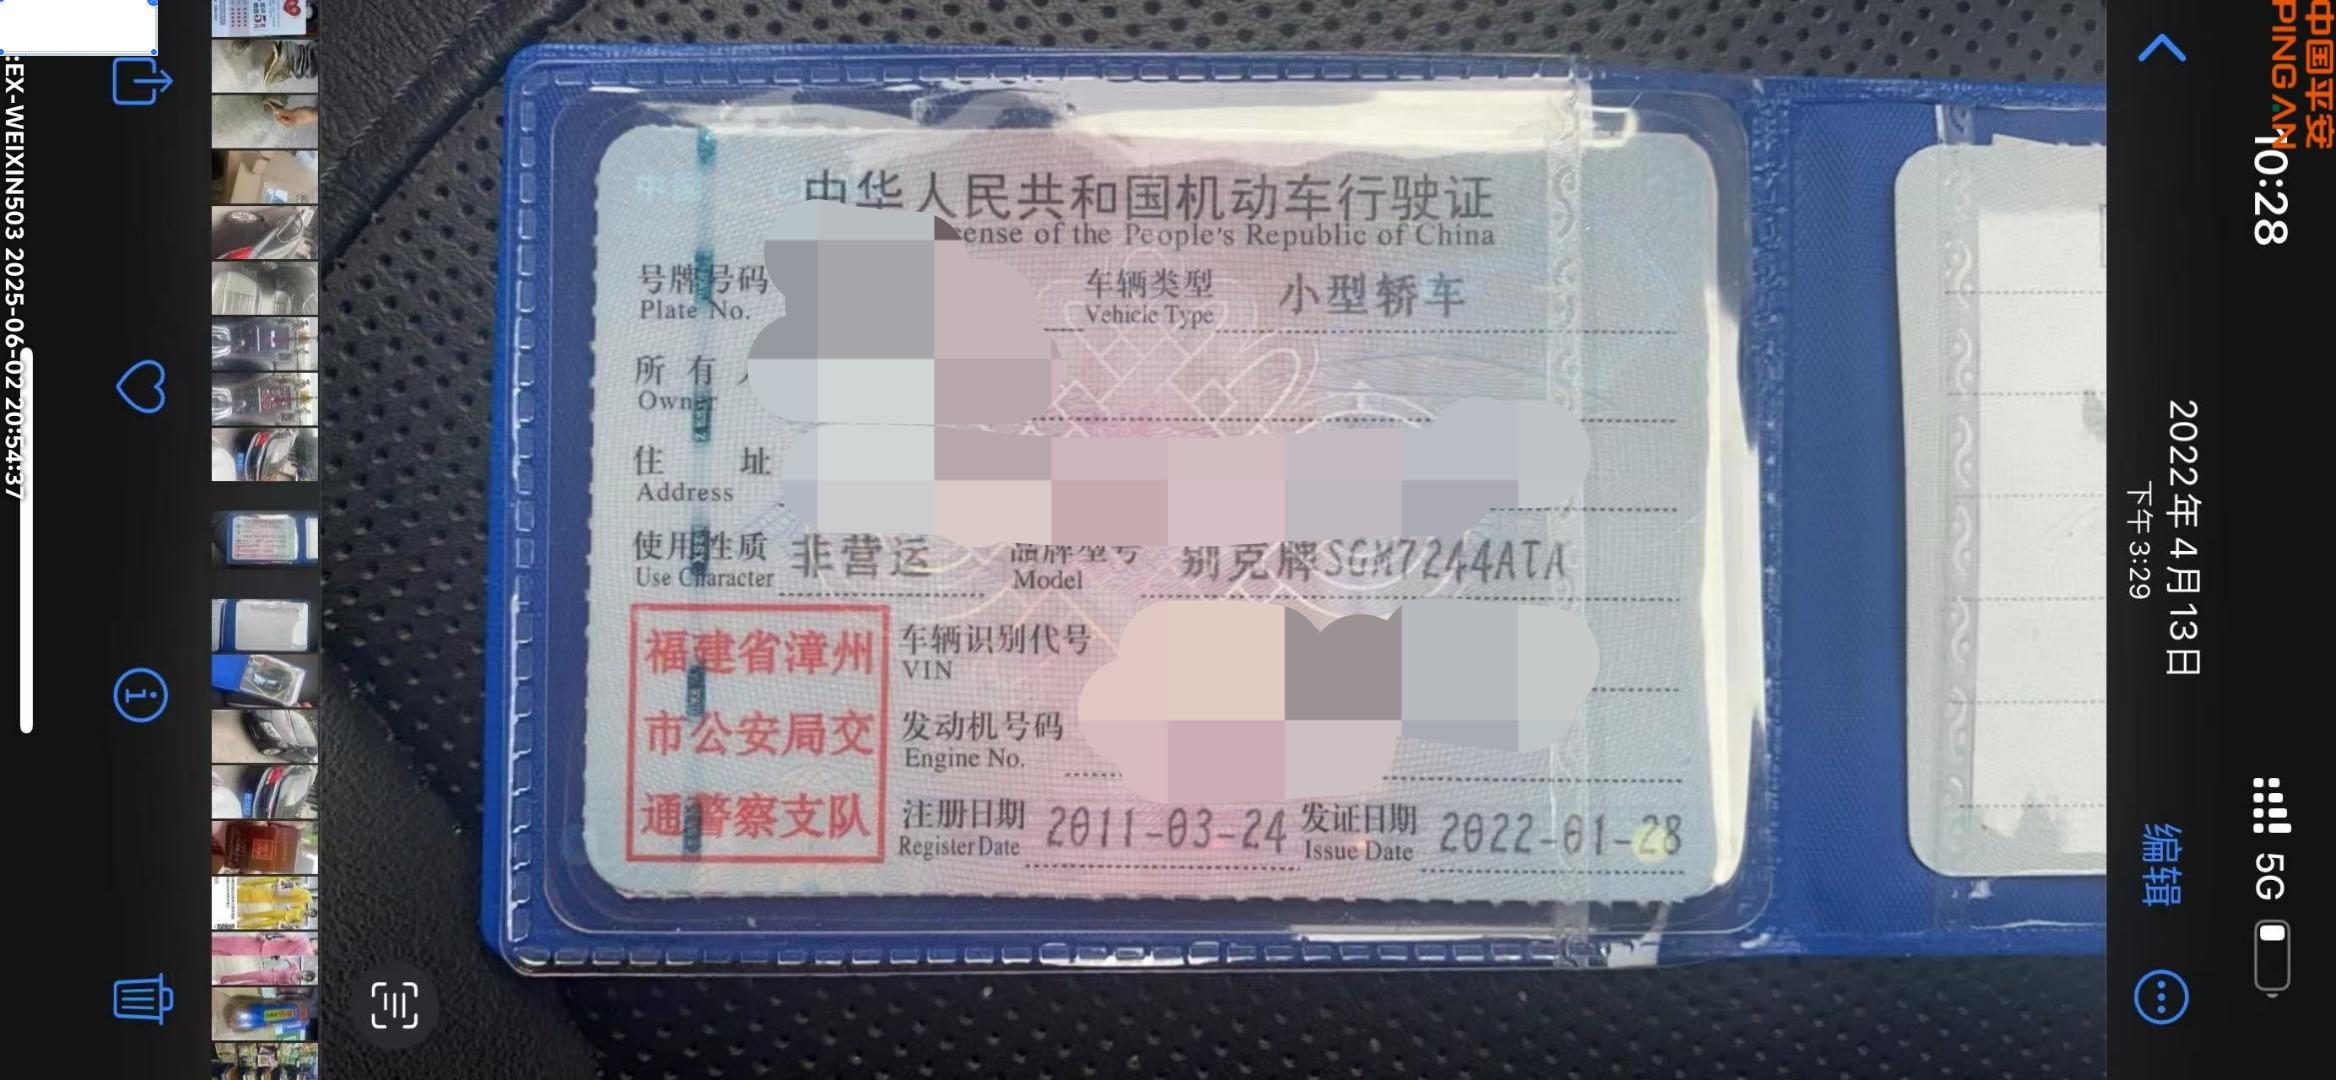 中国平安
PING AN
10:28
5G
2022年4月13日
下午3:29
编辑
中华人民共和国机动车行驶证
ense of the People's Republic of China
号牌号码
Plate No.
车辆类型 小型轿车
Vehicle Type
所有
Owner
住 址
Address
使用性质 非营运 品牌型号 别克牌SGM7244ATA
Use Character Model
福建省漳州
市公安局交
通警察支队
车辆识别代号
VIN
发动机号码
Engine No.
注册日期 2011-03-24 发证日期 2022-01-28
Register Date Issue Date
:EX-WEIXIN503 2025-06-02 20:54:37